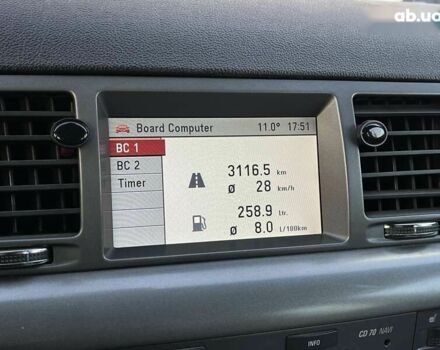 ab.ua
Board Computer 11.0° 17:51
BC 1
BC 2
Timer
3116.5 km
ø 28 km/h
258.9 Ltr.
ø 8.0 L/100km
CD 70 NAVI
INFO